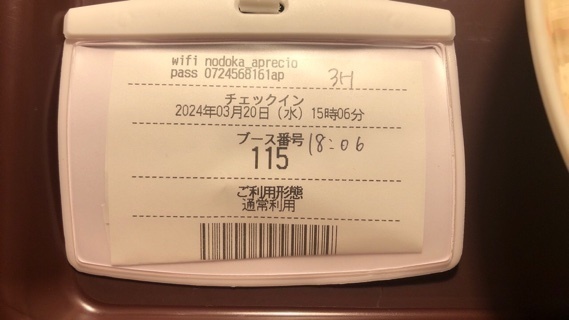 wifi nodoka_aprecio
pass 0724568161ap
3H
チェックイン
2024年03月20日（水）15時06分
ブース番号
115
18:06
ご利用形態
通常利用